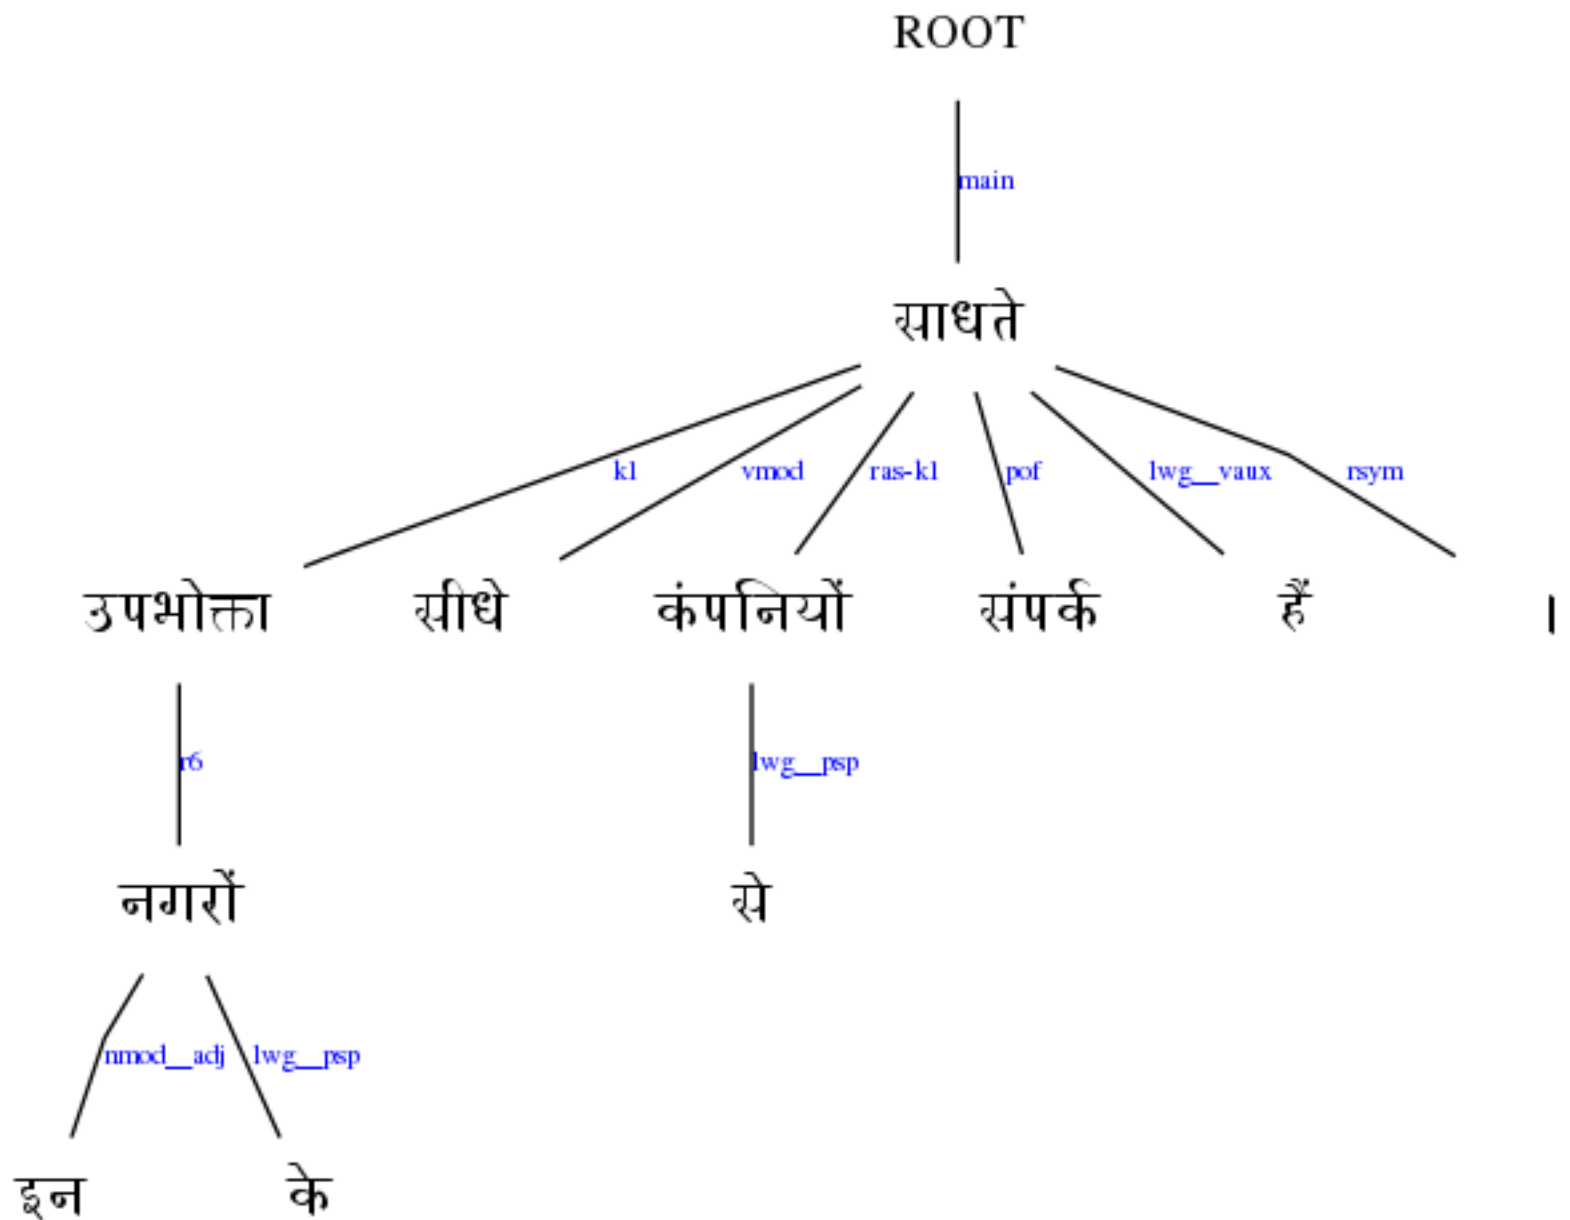 ROOT
main
साधते
k1 vmod ras-k1 pof lwg__vaux rsym
उपभोक्ता सीधे कंपनियों संपर्क हैं ।
r6 lwg__psp
नगरों से
nmod__adj lwg__psp
इन के